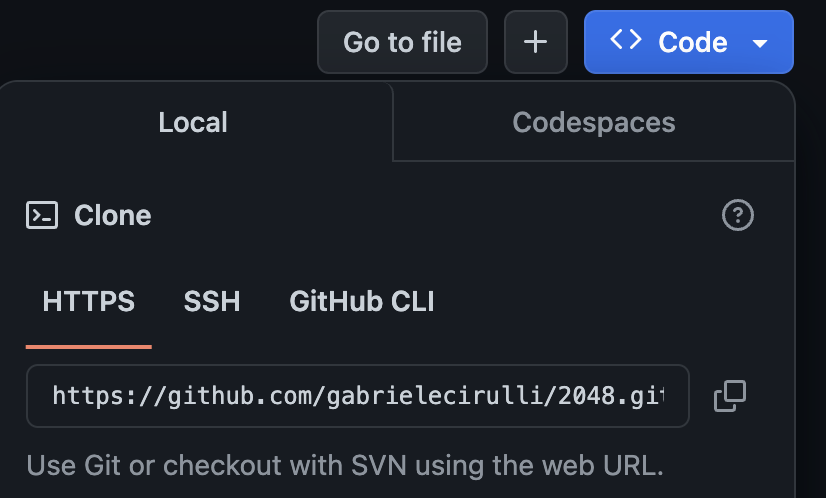 Go to file + <> Code
Local Codespaces
Clone ?
HTTPS SSH GitHub CLI
https://github.com/gabrielecirulli/2048.git
Use Git or checkout with SVN using the web URL.